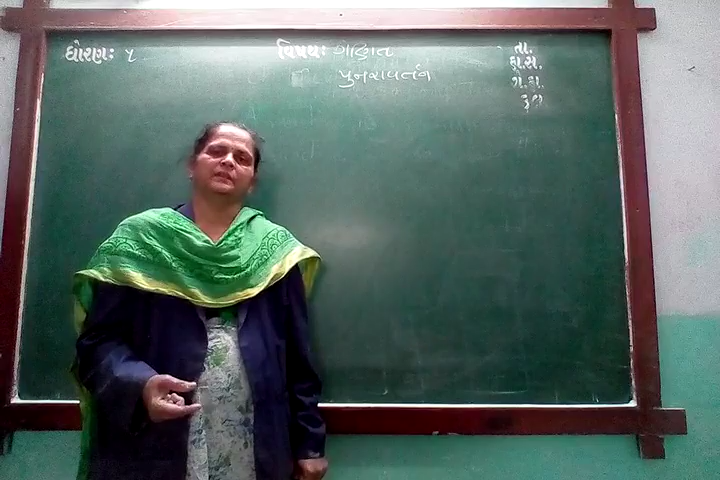 ધોરણઃ ૫ વિષયઃ ગણિત તા.
પુનરાવર્તન
કુ.સ.
ગે.હા.
કુલ